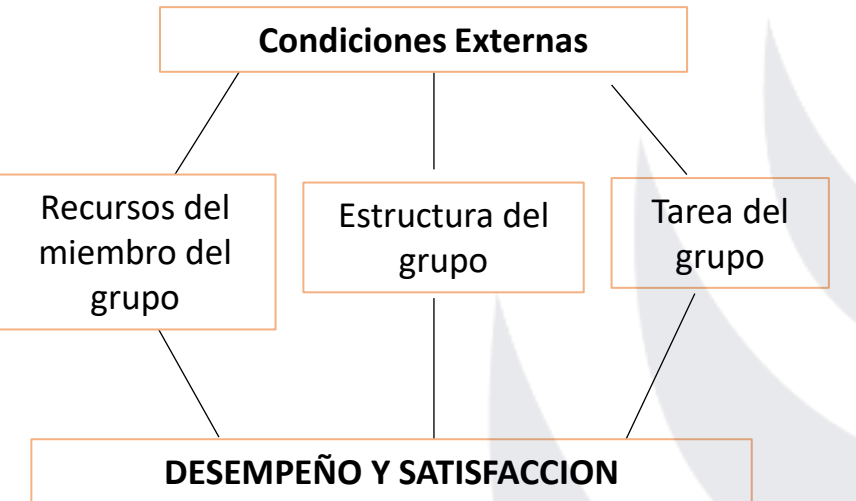 Condiciones Externas
Recursos del
miembro del
grupo
Estructura del
grupo
Tarea del
grupo
DESEMPEÑO Y SATISFACCION